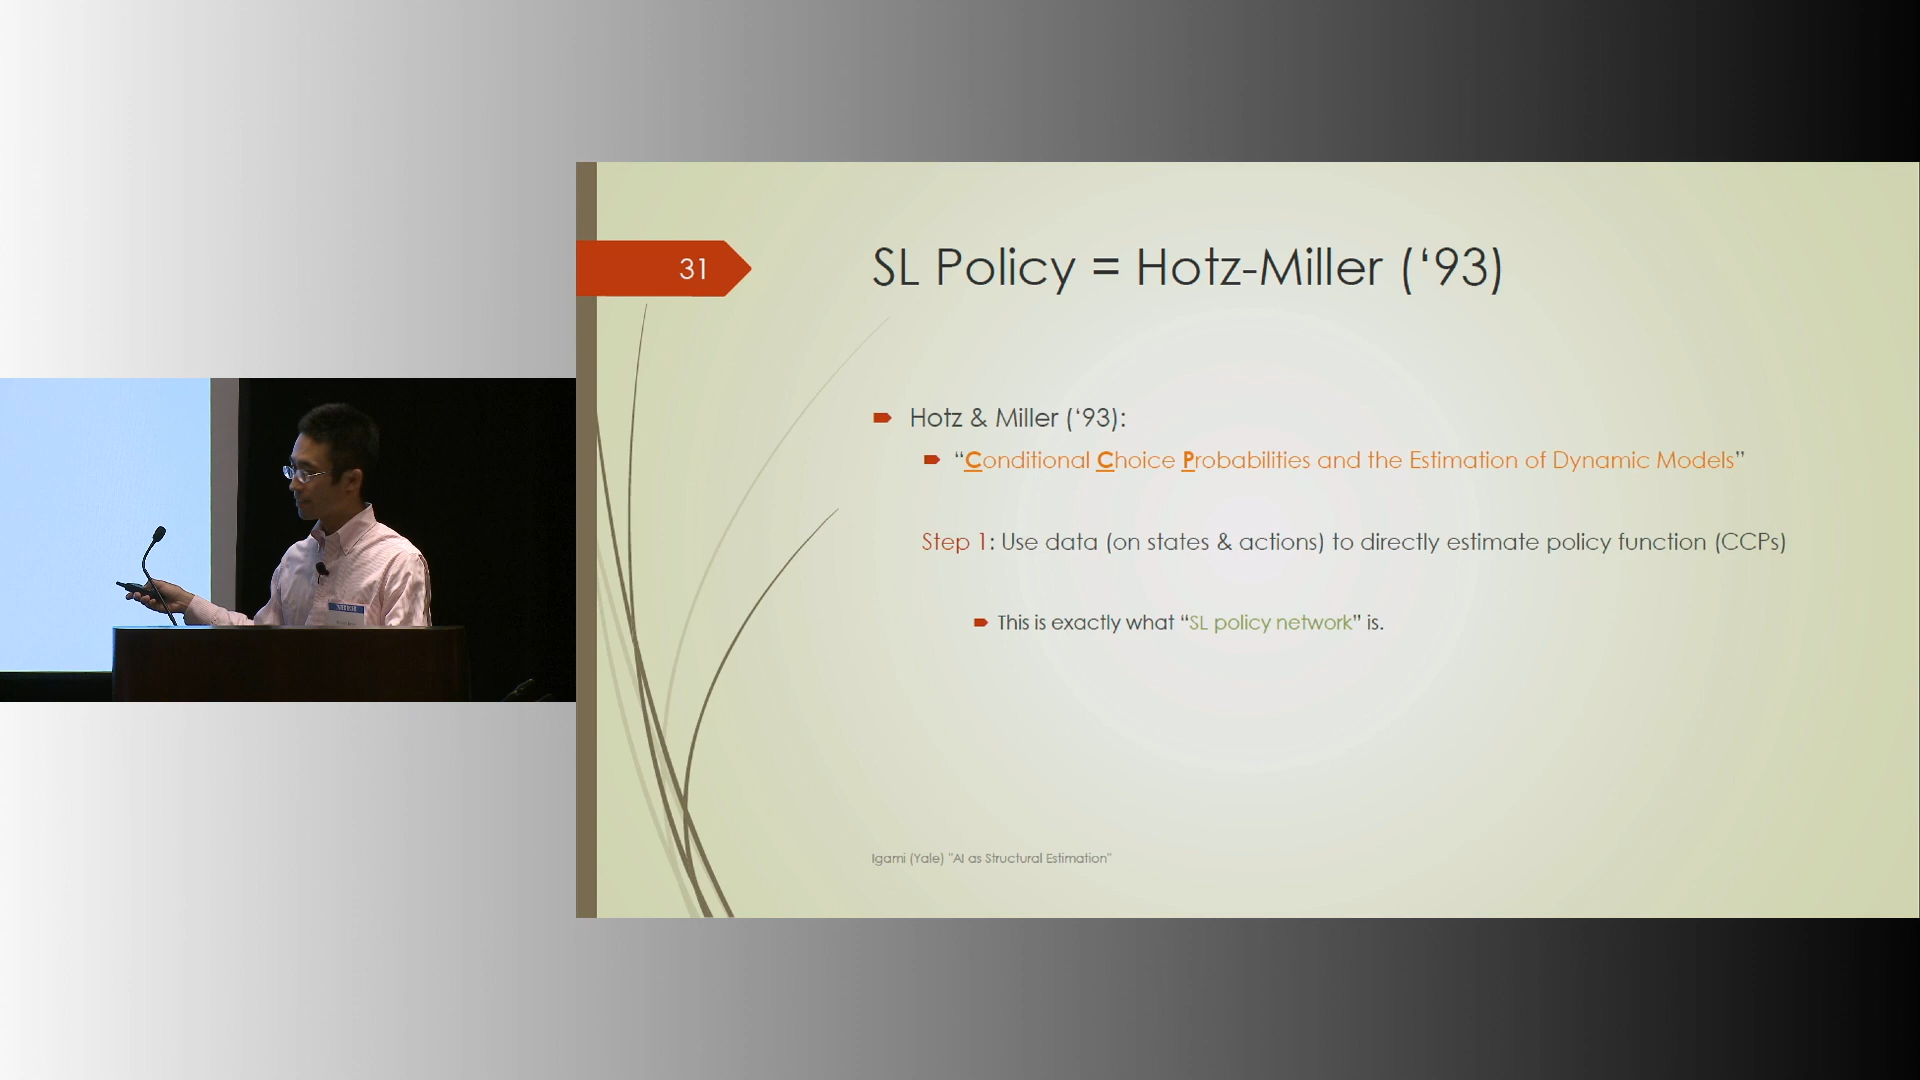 31
SL Policy = Hotz-Miller (‘93)
Hotz & Miller (‘93):
“Conditional Choice Probabilities and the Estimation of Dynamic Models”
Step 1: Use data (on states & actions) to directly estimate policy function (CCPs)
This is exactly what “SL policy network” is.
Igami (Yale) "AI as Structural Estimation"